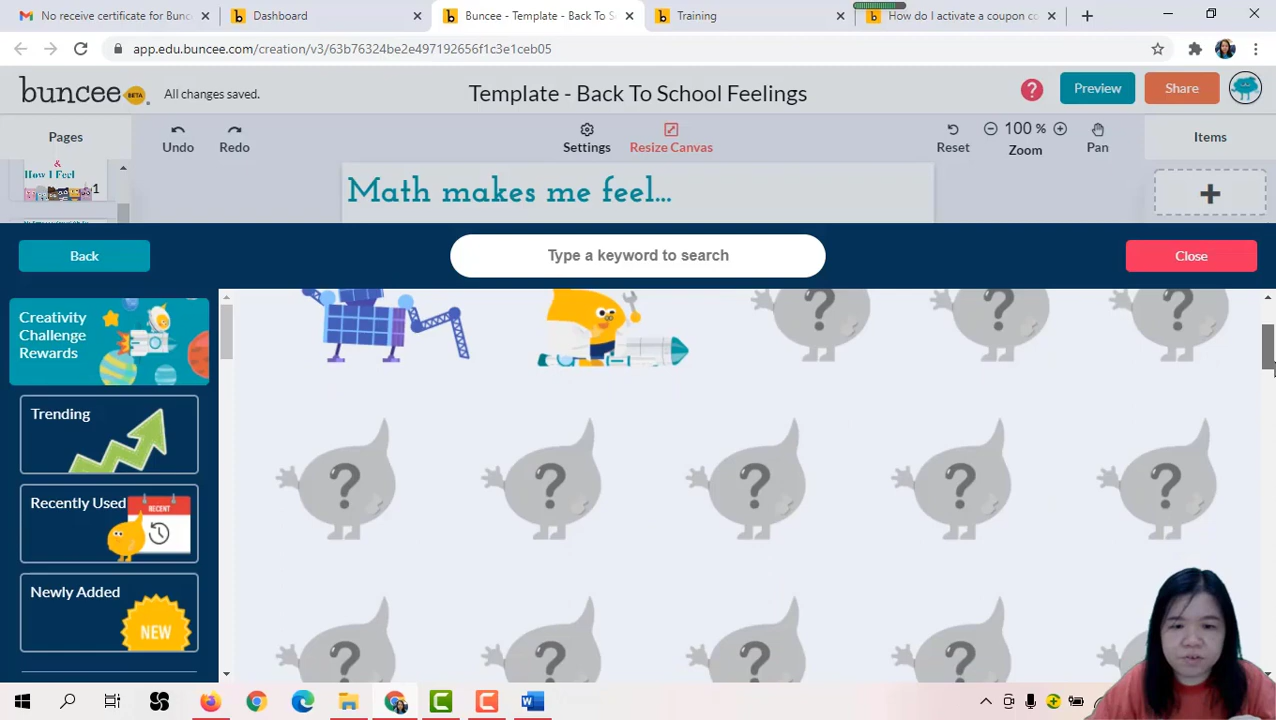 No receive certificate for Bunc
Dashboard
Buncee - Template - Back To S
Training
How do I activate a coupon co
app.edu.buncee.com/creation/v3/63b76324be2e497192656f1c3e1ceb05
buncee
BETA
All changes saved.
Template - Back To School Feelings
?
Preview
Share
Pages
Undo
Redo
Settings
Resize Canvas
Reset
100 %
Zoom
Pan
Items
&
How I Feel
1
Math makes me feel...
Back
Type a keyword to search
Close
Creativity
Challenge
Rewards
Trending
Recently Used
RECENT
Newly Added
NEW
? ? ?
? ? ? ? ?
? ? ? ?